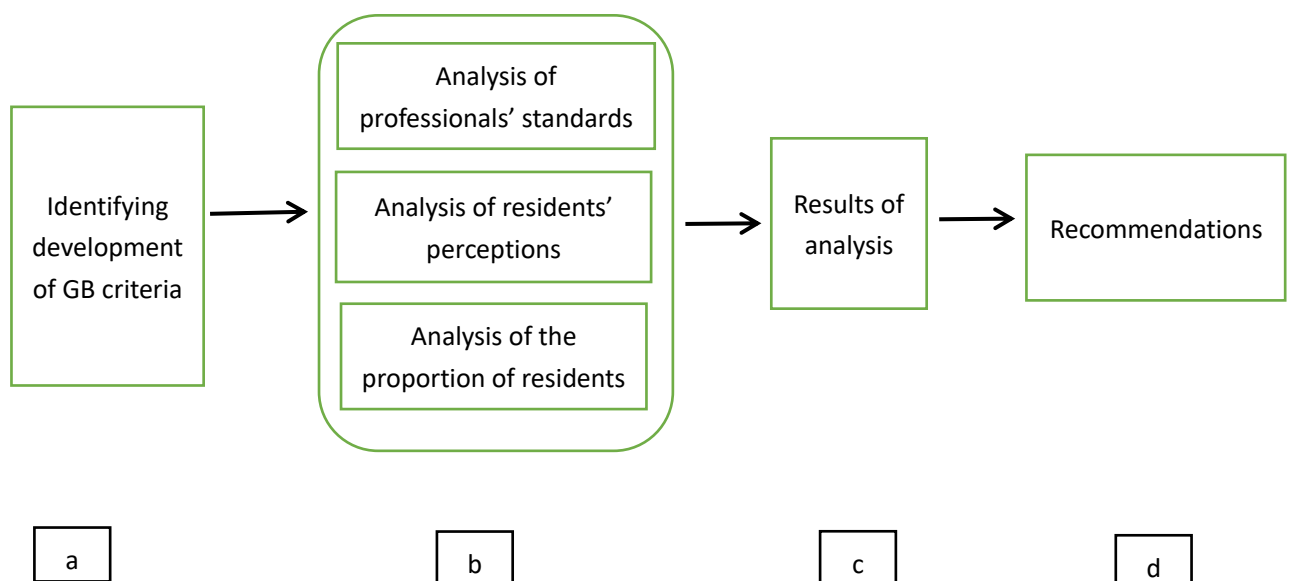 Identifying
development
of GB criteria
Analysis of
professionals’ standards
Analysis of residents’
perceptions
Analysis of the
proportion of residents
Results of
analysis
Recommendations
a
b
c
d